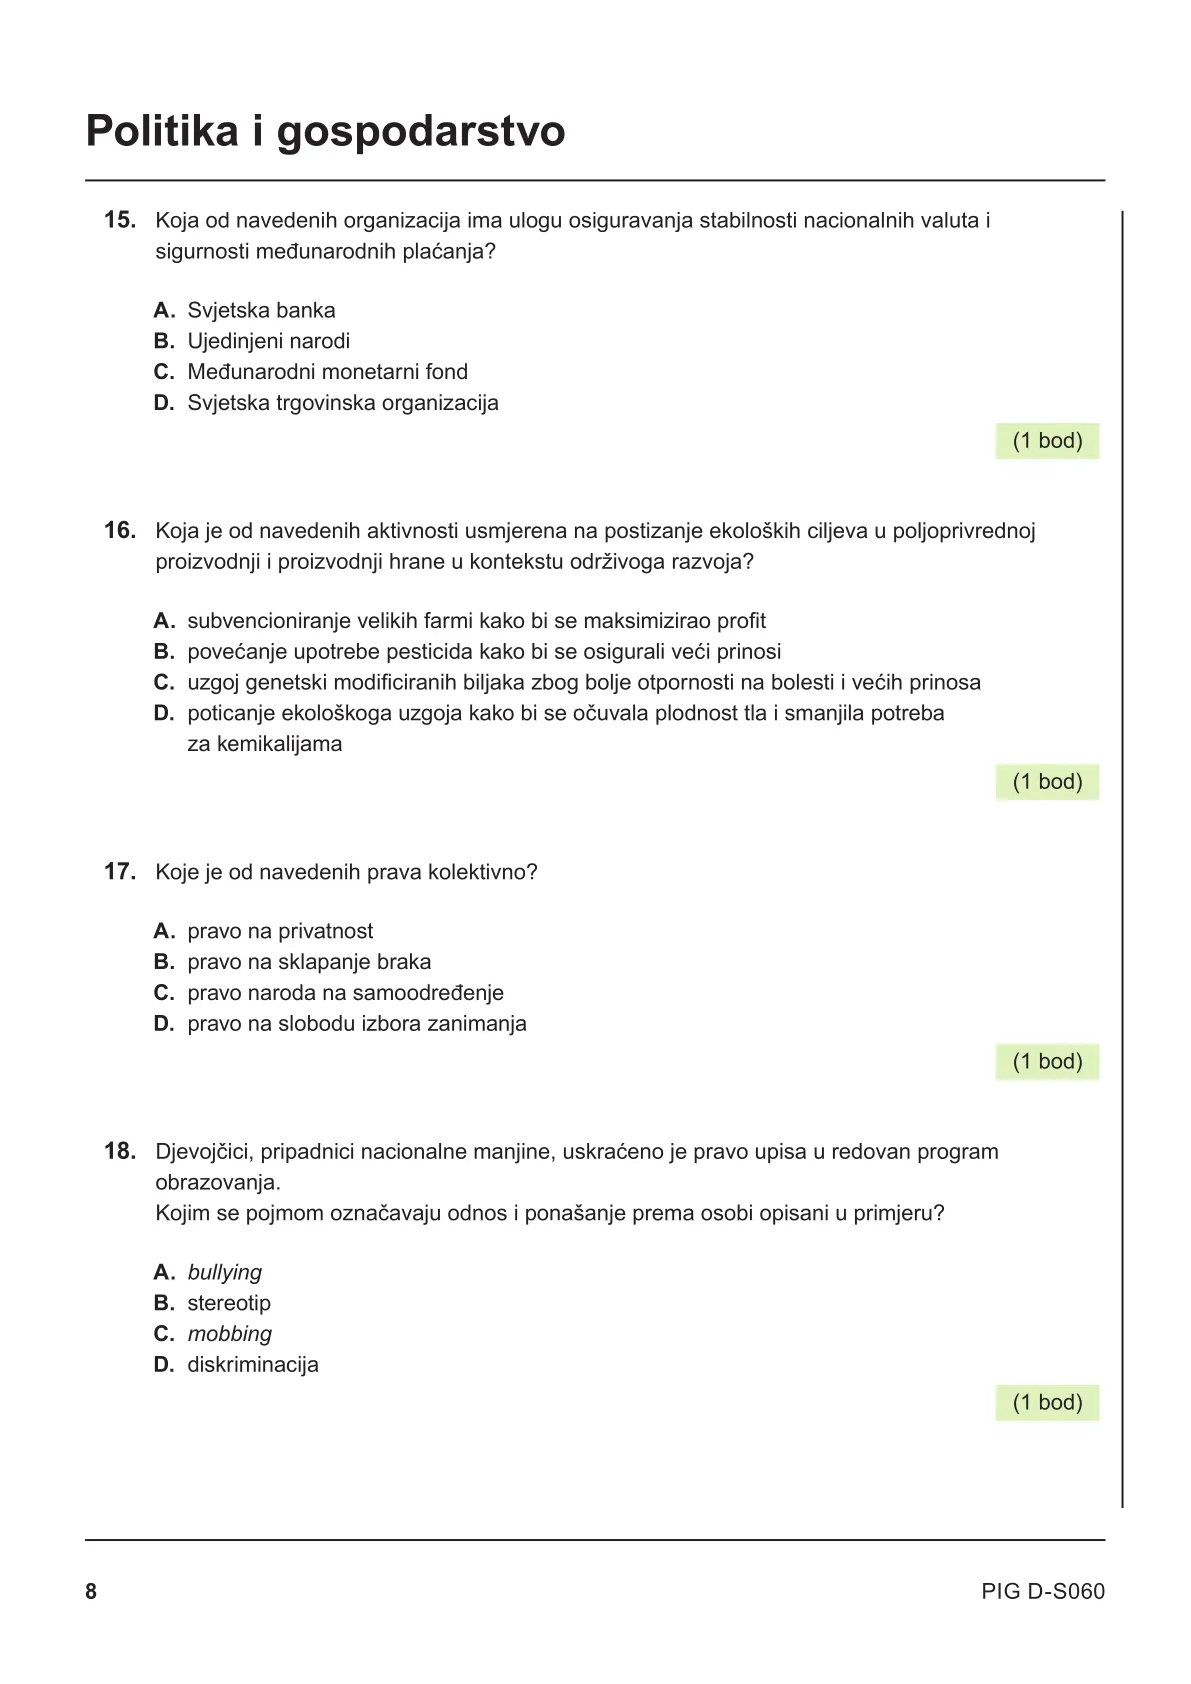 Politika i gospodarstvo
15. Koja od navedenih organizacija ima ulogu osiguravanja stabilnosti nacionalnih valuta i
sigurnosti međunarodnih plaćanja?
A. Svjetska banka
B. Ujedinjeni narodi
C. Međunarodni monetarni fond
D. Svjetska trgovinska organizacija
(1 bod)
16. Koja je od navedenih aktivnosti usmjerena na postizanje ekoloških ciljeva u poljoprivrednoj
proizvodnji i proizvodnji hrane u kontekstu održivoga razvoja?
A. subvencioniranje velikih farmi kako bi se maksimizirao profit
B. povećanje upotrebe pesticida kako bi se osigurali veći prinosi
C. uzgoj genetski modificiranih biljaka zbog bolje otpornosti na bolesti i većih prinosa
D. poticanje ekološkoga uzgoja kako bi se očuvala plodnost tla i smanjila potreba
za kemikalijama
(1 bod)
17. Koje je od navedenih prava kolektivno?
A. pravo na privatnost
B. pravo na sklapanje braka
C. pravo naroda na samoodređenje
D. pravo na slobodu izbora zanimanja
(1 bod)
18. Djevojčici, pripadnici nacionalne manjine, uskraćeno je pravo upisa u redovan program
obrazovanja.
Kojim se pojmom označavaju odnos i ponašanje prema osobi opisani u primjeru?
A. bullying
B. stereotip
C. mobbing
D. diskriminacija
(1 bod)
8
PIG D-S060